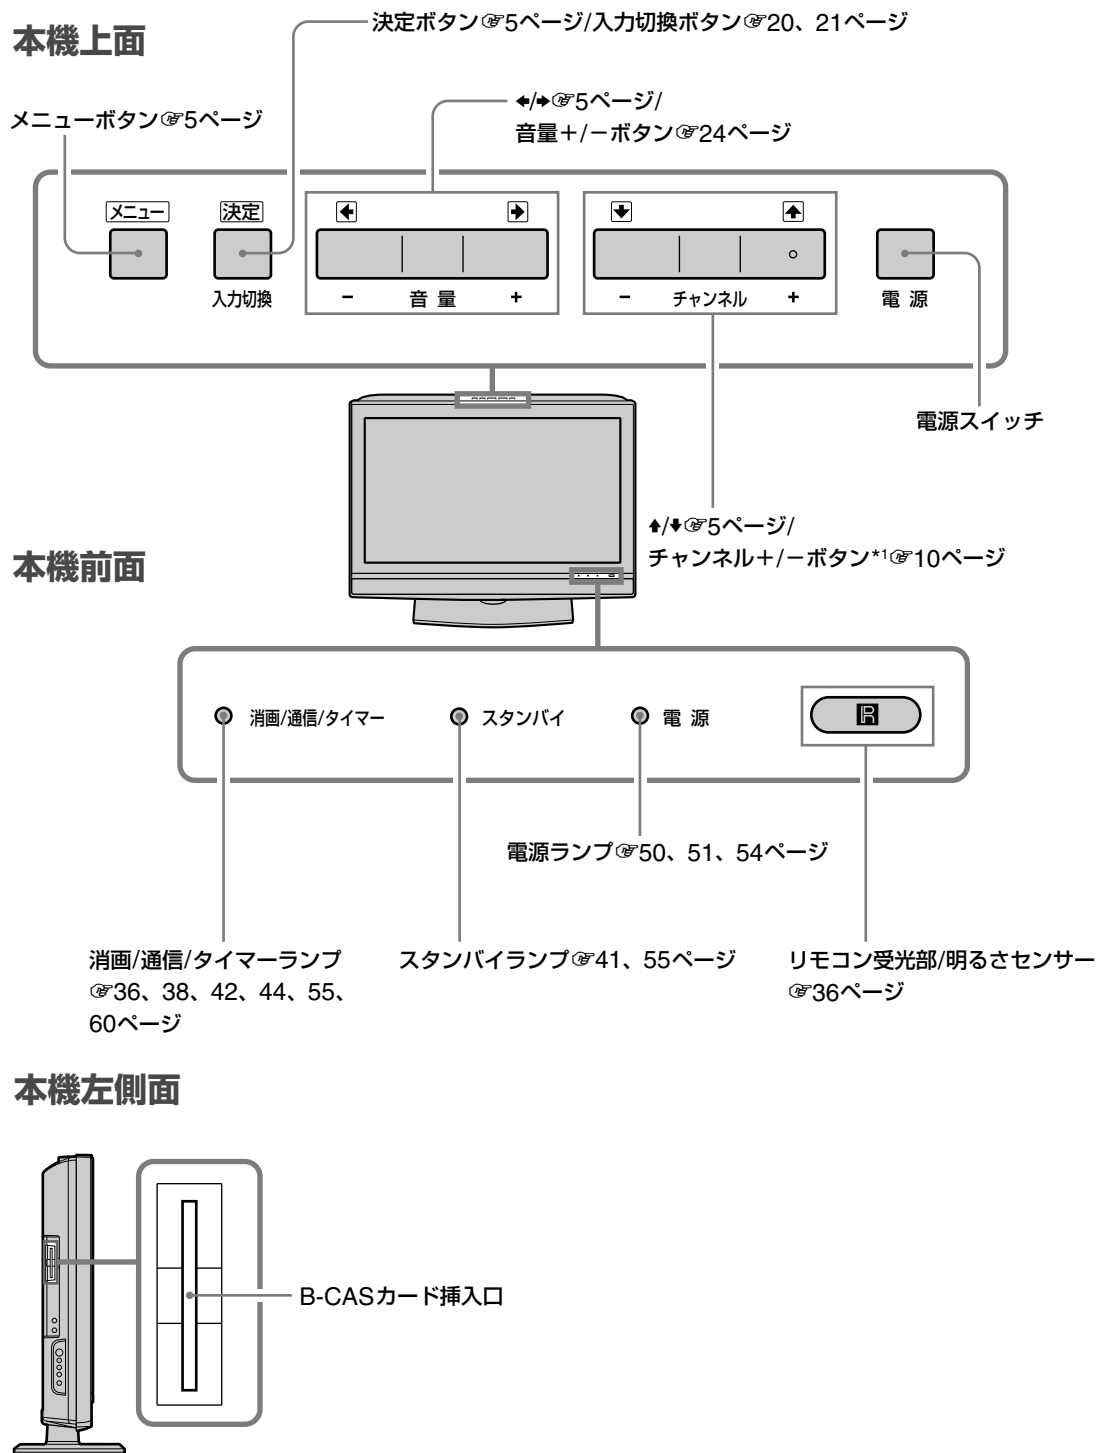 本機上面
決定ボタン☞5ページ/入力切換ボタン☞20、21ページ
メニューボタン☞5ページ
←/→☞5ページ/
音量＋/－ボタン☞24ページ
メニュー
決定
←
→
↓
↑
入力切換
－ 音 量 ＋
－ チャンネル ＋
電 源
電源スイッチ
↑/↓☞5ページ/
チャンネル＋/－ボタン*1☞10ページ
本機前面
消画/通信/タイマー
スタンバイ
電 源
R
電源ランプ☞50、51、54ページ
消画/通信/タイマーランプ
☞36、38、42、44、55、
60ページ
スタンバイランプ☞41、55ページ
リモコン受光部/明るさセンサー
☞36ページ
本機左側面
B-CASカード挿入口